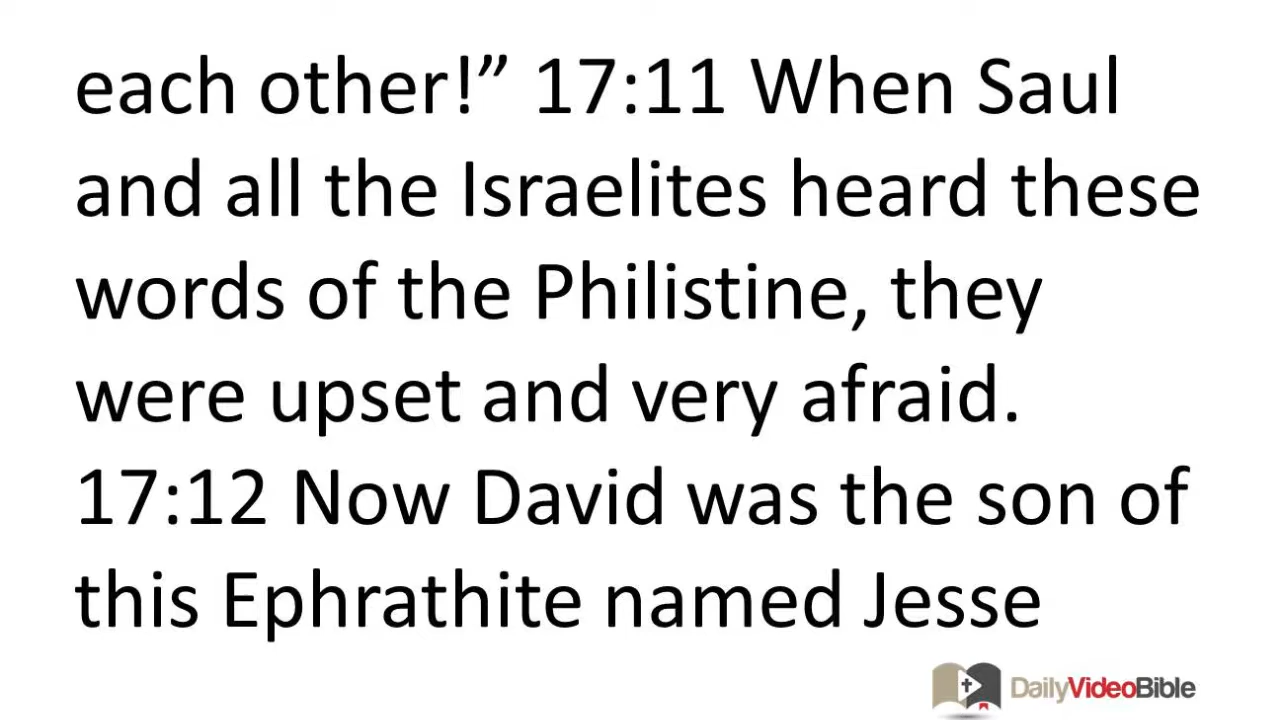 each other!” 17:11 When Saul
and all the Israelites heard these
words of the Philistine, they
were upset and very afraid.
17:12 Now David was the son of
this Ephrathite named Jesse
DailyVideoBible